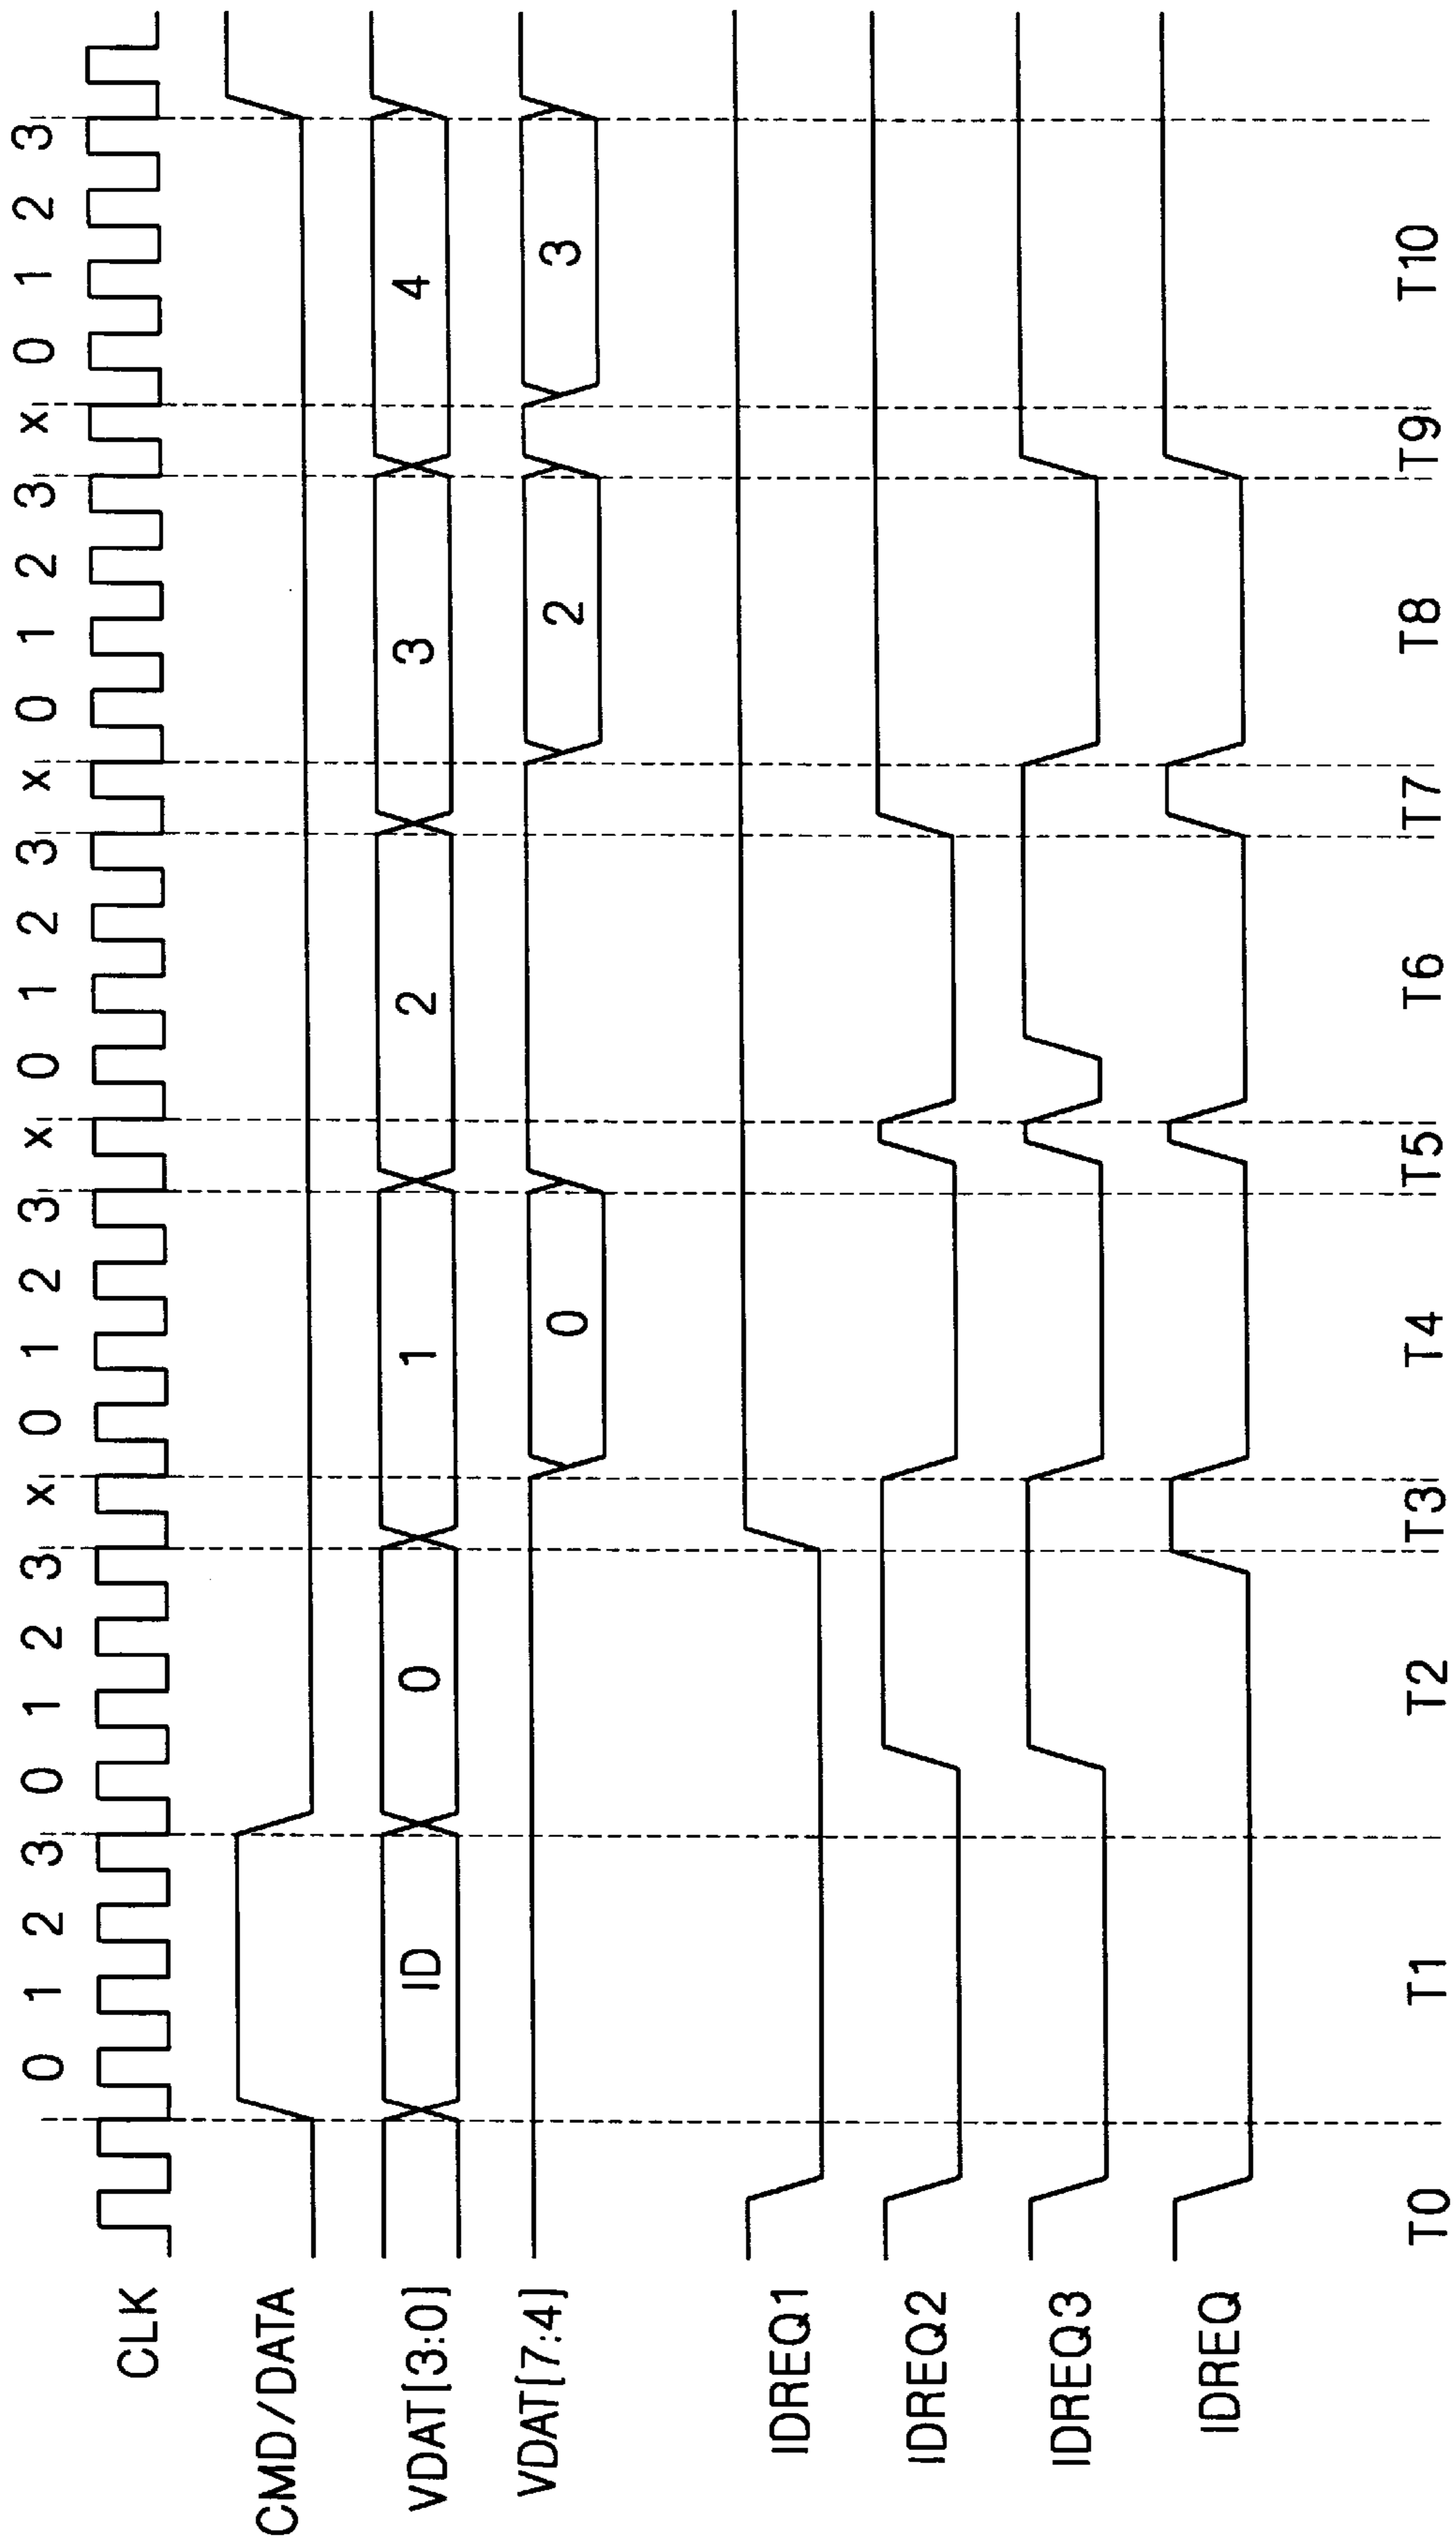 0 1 2 3 0 1 2 3 x 0 1 2 3 x 0 1 2 3 x 0 1 2 3 x 0 1 2 3
CLK
CMD/DATA
VDAT[3:0] ID 0 1 2 3 4
VDAT[7:4] 0 2 3
IDREQ1
IDREQ2
IDREQ3
IDREQ
T0 T1 T2 T3 T4 T5 T6 T7 T8 T9 T10